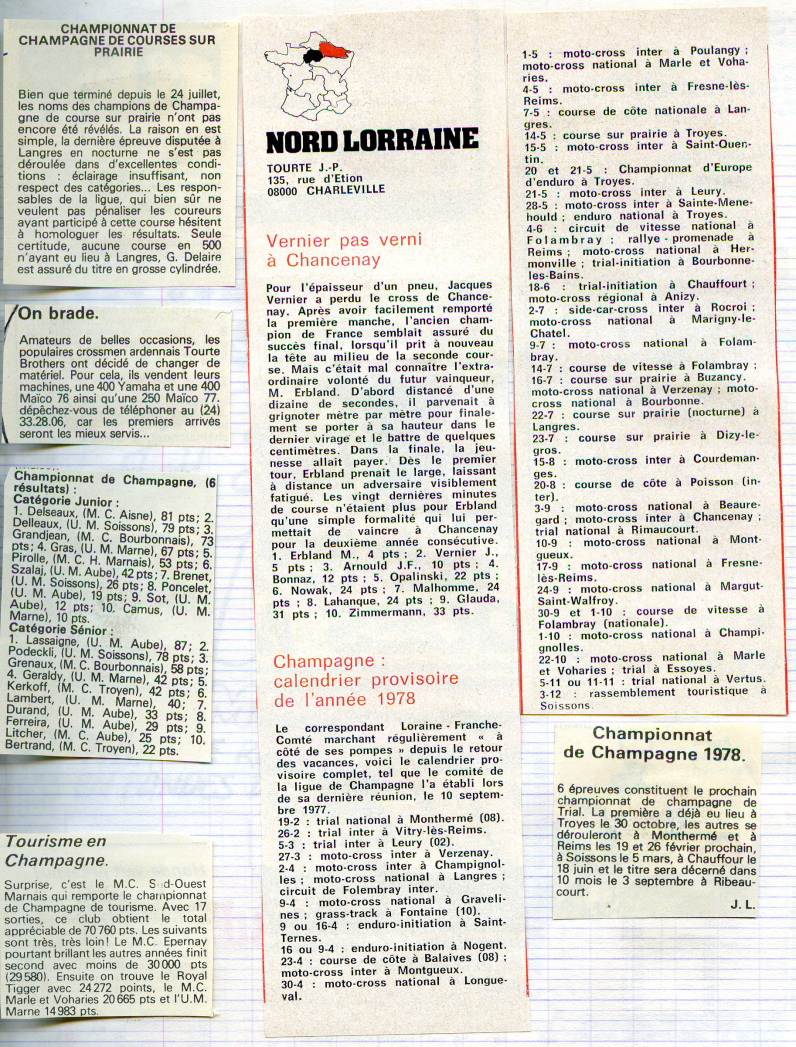 CHAMPIONNAT DE
CHAMPAGNE DE COURSES SUR
PRAIRIE
Bien que terminé depuis le 24 juillet,
les noms des champions de Champa-
gne de course sur prairie n'ont pas
encore été révélés. La raison en est
simple, la dernière épreuve disputée à
Langres en nocturne ne s'est pas
déroulée dans d'excellentes condi-
tions : éclairage insuffisant, non
respect des catégories... Les respon-
sables de la ligue, qui bien sûr ne
veulent pas pénaliser les coureurs
ayant participé à cette course hésitent
à homologuer les résultats. Seule
certitude, aucune course en 500
n'ayant eu lieu à Langres, G. Delaire
est assuré du titre en grosse cylindrée.
On brade.
Amateurs de belles occasions, les
populaires crossmen ardennais Tourte
Brothers ont décidé de changer de
matériel. Pour cela, ils vendent leurs
machines, une 400 Yamaha et une 400
Maïco 76 ainsi qu'une 250 Maïco 77.
dépêchez-vous de téléphoner au (24)
33.28.06, car les premiers arrivés
seront les mieux servis...
Championnat de Champagne, (6
résultats) :
Catégorie Junior :
1. Delseaux, (M. C. Aisne), 81 pts; 2.
Delleaux, (U. M. Soissons), 79 pts; 3.
Grandjean, (M. C. Bourbonnais), 73
pts; 4. Gras, (U. M. Marne), 67 pts; 5.
Pirolle, (M. C. H. Marnais), 53 pts; 6.
Szalaj, (U. M. Aube), 42 pts; 7. Brenet,
(U. M. Soissons), 26 pts; 8. Poncelet,
(U. M. Aube), 19 pts; 9. Sot, (U. M.
Aube), 12 pts; 10. Camus, (U. M.
Marne), 10 pts.
Catégorie Sénior :
1. Lassaigne, (U. M. Aube), 87; 2.
Podeckli, (U. M. Soissons), 78 pts; 3.
Grenaux, (M. C. Bourbonnais), 58 pts;
4. Geraldy, (U. M. Marne), 42 pts; 5.
Kerkoff, (M. C. Troyen), 42 pts; 6.
Lambert, (U. M. Marne), 40; 7.
Durand, (U. M. Aube), 33 pts; 8.
Ferreira, (U. M. Aube), 29 pts; 9.
Litcher, (M. C. Aube), 25 pts; 10.
Bertrand, (M. C. Troyen), 22 pts.
Tourisme en
Champagne.
Surprise, c'est le M.C. Sud-Ouest
Marnais qui remporte le championnat
de Champagne de tourisme. Avec 17
sorties, ce club obtient le total
appréciable de 70 760 pts. Les suivants
sont très, très loin! Le M.C. Epernay
pourtant brillant les autres années finit
second avec moins de 30 000 pts
(29 580). Ensuite on trouve le Royal
Tigger avec 24 272 points, le M.C.
Marle et Voharies 20 665 pts et l'U.M.
Marne 14 983 pts.
NORD LORRAINE
TOURTE J.-P.
135, rue d'Etion
08000 CHARLEVILLE
Vernier pas verni
à Chancenay
Pour l'épaisseur d'un pneu, Jacques
Vernier a perdu le cross de Chance-
nay. Après avoir facilement remporté
la première manche, l'ancien cham-
pion de France semblait assuré du
succès final, lorsqu'il prit à nouveau
la tête au milieu de la seconde cour-
se. Mais c'était mal connaître l'extra-
ordinaire volonté du futur vainqueur,
M. Erbland. D'abord distancé d'une
dizaine de secondes, il parvenait à
grignoter mètre par mètre pour finale-
ment se porter à sa hauteur dans le
dernier virage et le battre de quelques
centimètres. Dans la finale, la jeu-
nesse allait payer. Dès le premier
tour, Erbland prenait le large, laissant
à distance un adversaire visiblement
fatigué. Les vingt dernières minutes
de course n'étaient plus pour Erbland
qu'une simple formalité qui lui per-
mettait de vaincre à Chancenay
pour la deuxième année consécutive.
1. Erbland M., 4 pts ; 2. Vernier J.,
5 pts ; 3. Arnould J.F., 10 pts ; 4.
Bonnaz, 12 pts ; 5. Opalinski, 22 pts ;
6. Nowak, 24 pts ; 7. Malhomme, 24
pts ; 8. Lahanque, 24 pts ; 9. Glauda,
31 pts ; 10. Zimmermann, 33 pts.
Champagne :
calendrier provisoire
de l'année 1978
Le correspondant Loraine - Franche-
Comté marchant régulièrement « à
côté de ses pompes » depuis le retour
des vacances, voici le calendrier pro-
visoire complet, tel que le comité de
la ligue de Champagne l'a établi lors
de sa dernière réunion, le 10 septem-
bre 1977.
19-2 : trial national à Monthermé (08).
26-2 : trial inter à Vitry-lès-Reims.
5-3 : trial inter à Leury (02).
27-3 : moto-cross inter à Verzenay.
2-4 : moto-cross inter à Champignol-
les ; moto-cross national à Langres ;
circuit de Folembray inter.
9-4 : moto-cross national à Graveli-
nes ; grass-track à Fontaine (10).
9 ou 16-4 : enduro-initiation à Saint-
Ternes.
16 ou 9-4 : enduro-initiation à Nogent.
23-4 : course de côte à Balaives (08) ;
moto-cross inter à Montgueux.
30-4 : moto-cross national à Longue-
val.
1-5 : moto-cross inter à Poulangy ;
moto-cross national à Marle et Voha-
ries.
4-5 : moto-cross inter à Fresne-lès-
Reims.
7-5 : course de côte nationale à Lan-
gres.
14-5 : course sur prairie à Troyes.
15-5 : moto-cross inter à Saint-Quen-
tin.
20 et 21-5 : Championnat d'Europe
d'enduro à Troyes.
21-5 : moto-cross inter à Leury.
28-5 : moto-cross inter à Sainte-Mene-
hould ; enduro national à Troyes.
4-6 : circuit de vitesse national à
Folambray ; rallye - promenade à
Reims ; moto-cross national à Her-
monville ; trial-initiation à Bourbonne-
les-Bains.
18-6 : trial-initiation à Chauffourt ;
moto-cross régional à Anizy.
2-7 : side-car-cross inter à Rocroi ;
moto-cross national à Marigny-le-
Chatel.
9-7 : moto-cross national à Folam-
bray.
14-7 : course de vitesse à Folambray ;
16-7 : course sur prairie à Buzancy.
moto-cross national à Verzenay ; moto-
cross national à Bourbonne.
22-7 : course sur prairie (nocturne) à
Langres.
23-7 : course sur prairie à Dizy-le-
gros.
15-8 : moto-cross inter à Courdeman-
ges.
20-8 : course de côte à Poisson (in-
ter).
3-9 : moto-cross national à Beaure-
gard ; moto-cross inter à Chancenay ;
trial national à Rimaucourt.
10-9 : moto-cross national à Mont-
gueux.
17-9 : moto-cross national à Fresne-
lès-Reims.
24-9 : moto-cross national à Margut-
Saint-Walfroy.
30-9 et 1-10 : course de vitesse à
Folambray (nationale).
1-10 : moto-cross national à Champi-
gnolles.
22-10 : moto-cross national à Marle
et Voharies ; trial à Essoyes.
5-11 ou 11-11 : trial national à Vertus.
3-12 : rassemblement touristique à
Soissons.
Championnat
de Champagne 1978.
6 épreuves constituent le prochain
championnat de champagne de
Trial. La première a déjà eu lieu à
Troyes le 30 octobre, les autres se
dérouleront à Monthermé et à
Reims les 19 et 26 février prochain,
à Soissons le 5 mars, à Chauffour le
18 juin et le titre sera décerné dans
10 mois le 3 septembre à Ribeau-
court.
J. L.